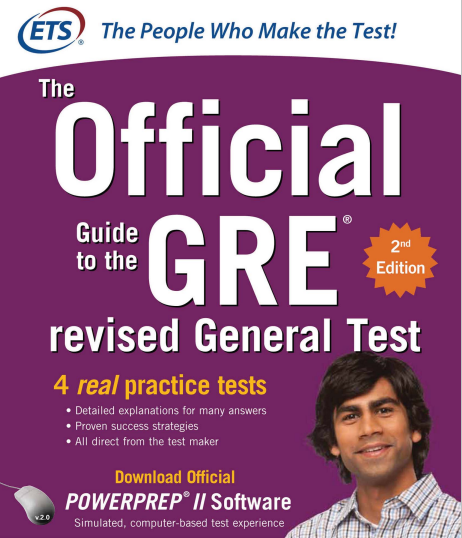 ETS® The People Who Make the Test!
The
Official
Guide
to the
GRE®
2nd
Edition
revised General Test
4 real practice tests
• Detailed explanations for many answers
• Proven success strategies
• All direct from the test maker
Download Official
POWERPREP® II Software
Simulated, computer-based test experience
v.2.0